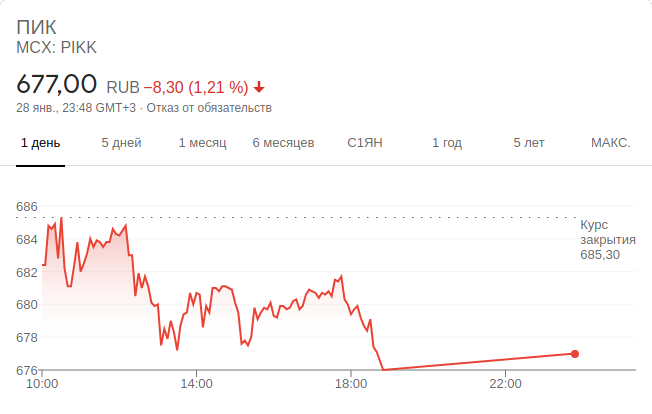 ПИК
MCX: PIKK
677,00 RUB −8,30 (1,21 %)
28 янв., 23:48 GMT+3 · Отказ от обязательств
1 день 5 дней 1 месяц 6 месяцев С1ЯН 1 год 5 лет МАКС.
686
Курс
684
закрытия
685,30
682
680
678
676
10:00 14:00 18:00 22:00